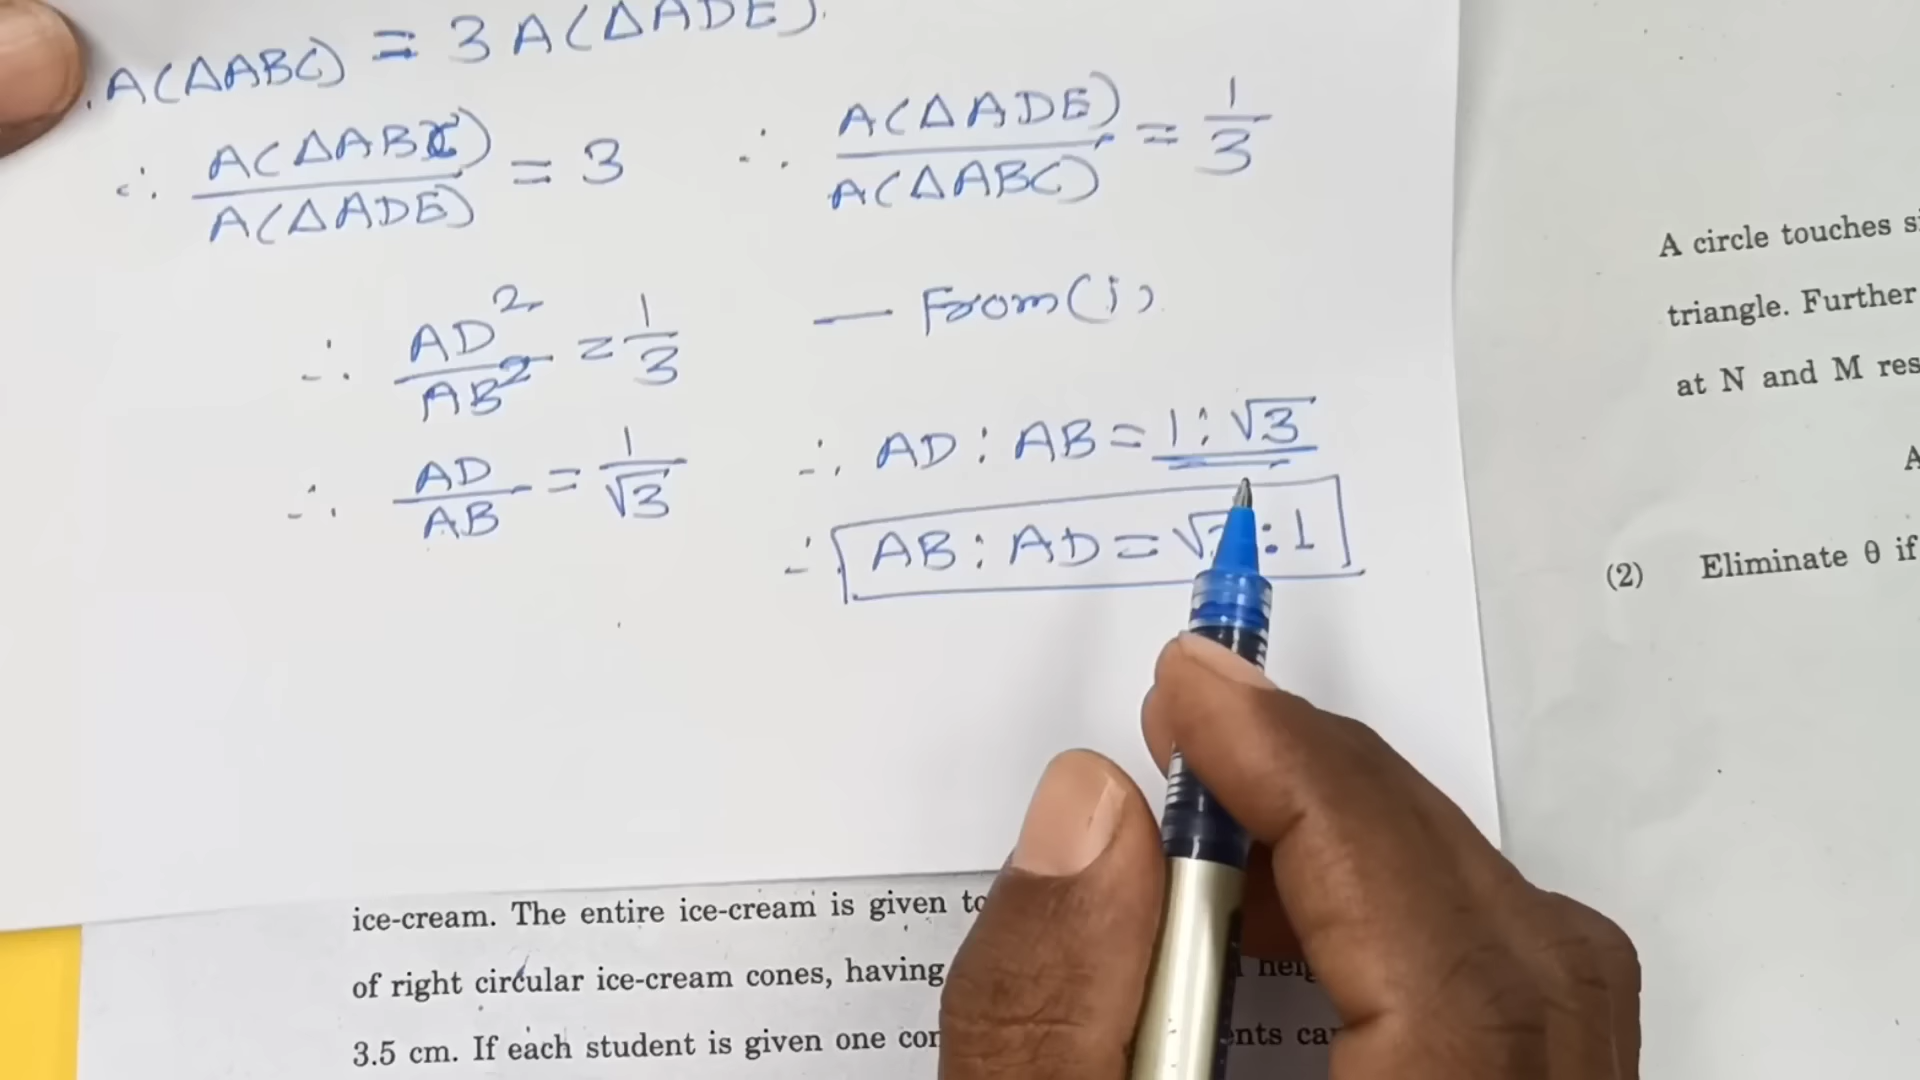 A(△ABC) = 3 A(△ADE).
∴ A(△ABC) / A(△ADE) = 3 ∴ A(△ADE) / A(△ABC) = 1/3
∴ AD² / AB² = 1/3 — From (i)
∴ AD / AB = 1/√3 ∴ AD : AB = 1 : √3
∴ AB : AD = √ : 1
A circle touches
triangle. Further
at N and M
(2) Eliminate θ if
ice-cream. The entire ice-cream is given
of right circular ice-cream cones, having
3.5 cm. If each student is given one